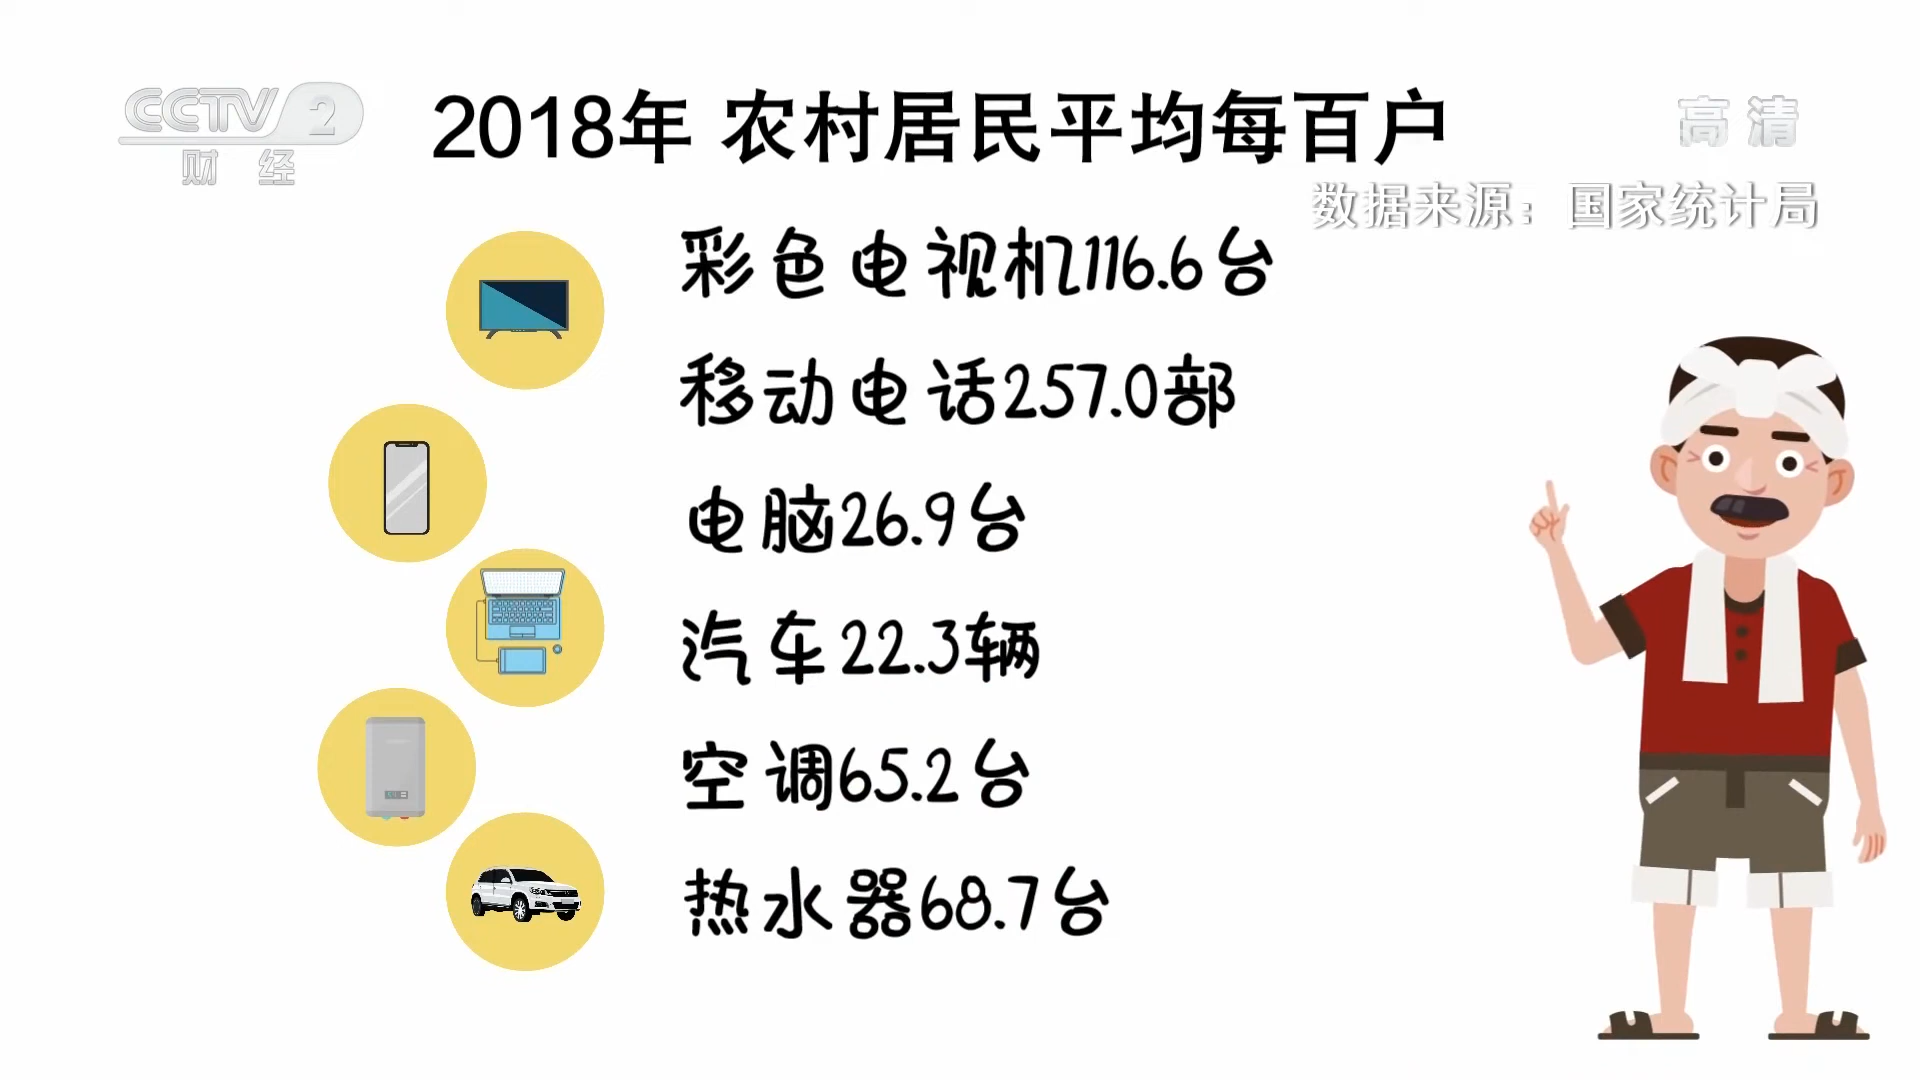 CCTV 2
财 经
2018年 农村居民平均每百户
高清
数据来源：国家统计局
彩色电视机116.6台
移动电话257.0部
电脑26.9台
汽车22.3辆
空调65.2台
热水器68.7台